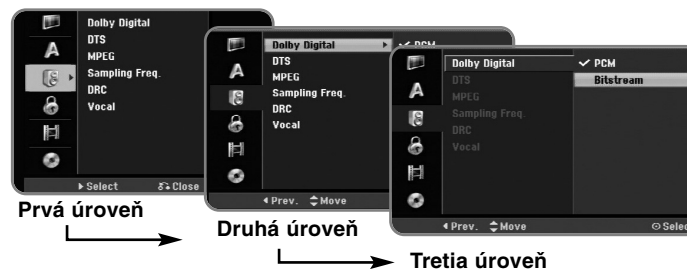 Dolby Digital
DTS
MPEG
Sampling Freq.
DRC
Vocal
Select Close
Prvá úroveň
Dolby Digital
DTS
MPEG
Sampling Freq.
DRC
Vocal
Prev. Move
Druhá úroveň
Dolby Digital PCM
DTS Bitstream
MPEG
Sampling Freq.
DRC
Vocal
Prev. Move
Tretia úroveň